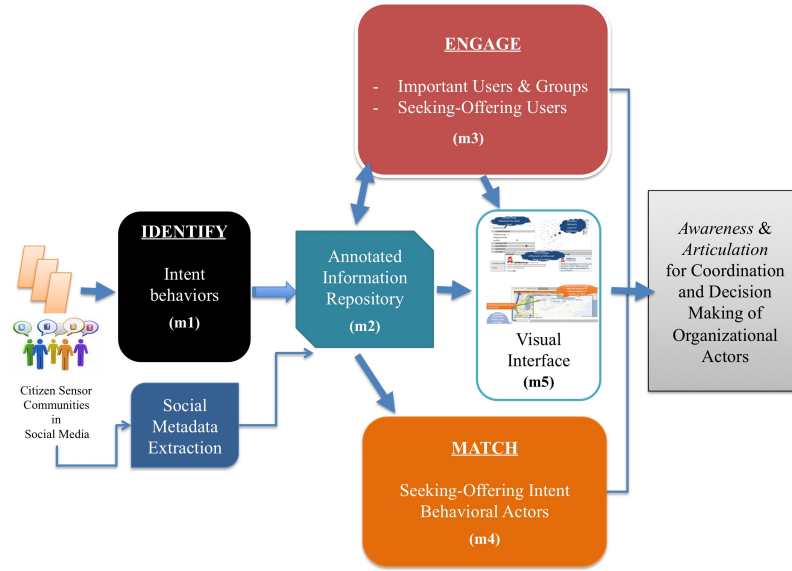 ENGAGE
- Important Users & Groups
- Seeking-Offering Users
(m3)
IDENTIFY
Intent
behaviors
(m1)
Annotated
Information
Repository
(m2)
Visual
Interface
(m5)
Awareness &
Articulation
for Coordination
and Decision
Making of
Organizational
Actors
Citizen Sensor
Communities
in
Social Media
Social
Metadata
Extraction
MATCH
Seeking-Offering Intent
Behavioral Actors
(m4)